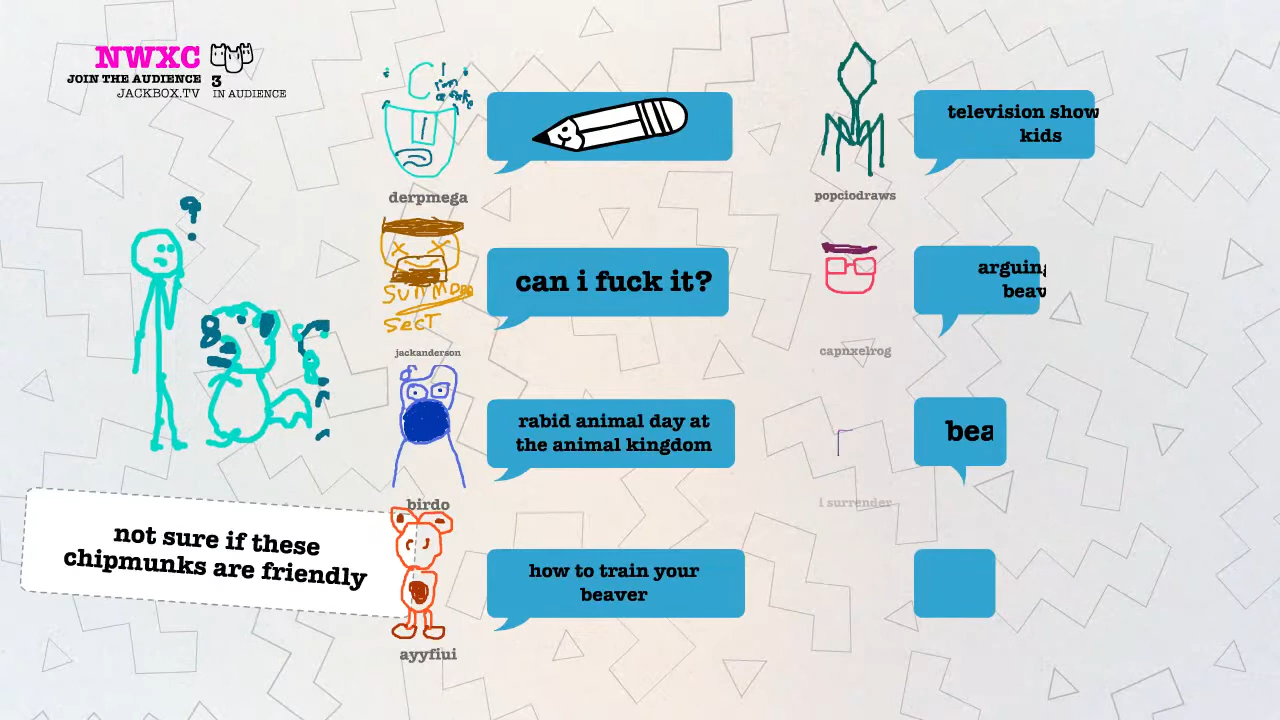 NWXC
JOIN THE AUDIENCE
JACKBOX.TV
3
IN AUDIENCE
derpmega
can i fuck it?
SUMMON
SECT
jackanderson
rabid animal day at
the animal kingdom
birdo
not sure if these
chipmunks are friendly
how to train your
beaver
ayyfiui
television show
kids
popciodraws
capnxelrog
i surrender